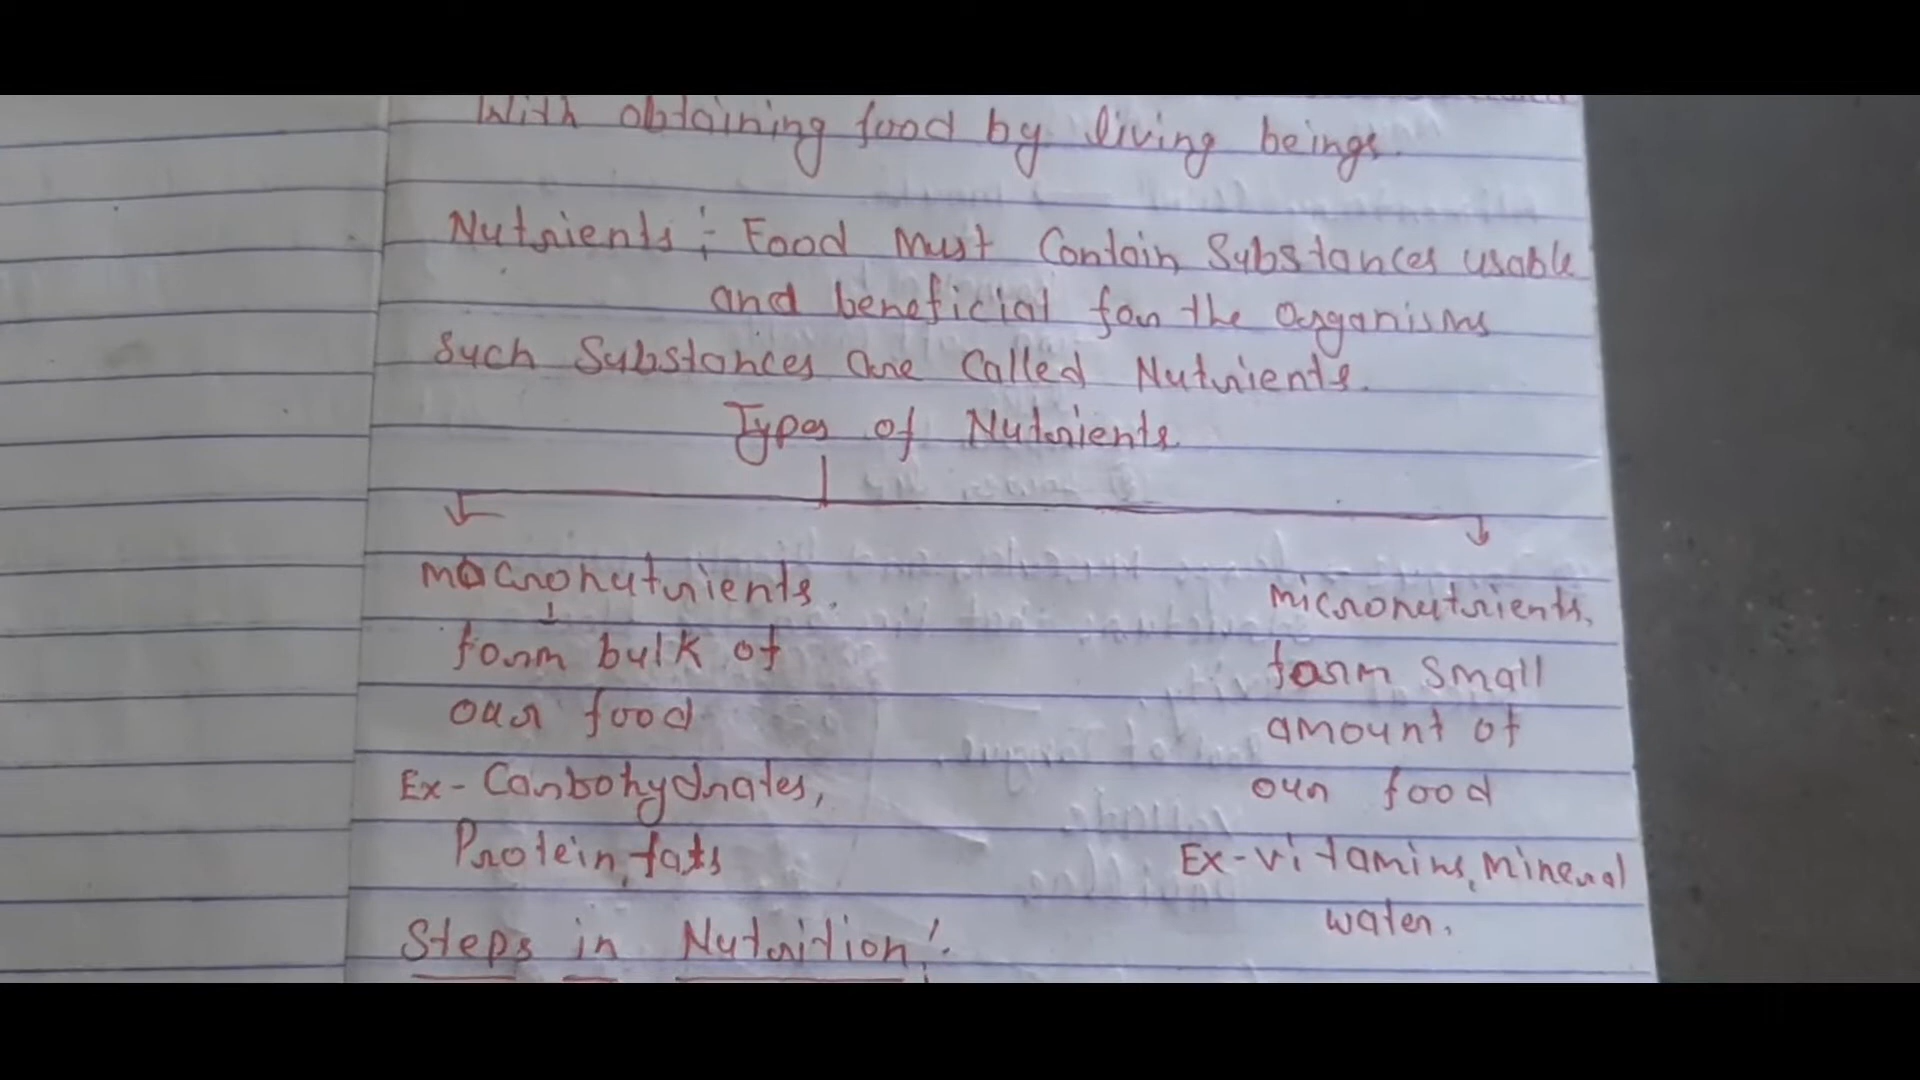 With obtaining food by living beings.
Nutrients : Food must Contain Substances usable
and beneficial for the Organisms
Such Substances are Called Nutrients.
Types of Nutrients
macronutrients.
micronutrients,
form bulk of
form small
our food
amount of
our food
Ex - Carbohydrates,
Protein, fats
Ex - vitamins, mineral
water.
Steps in Nutrition :